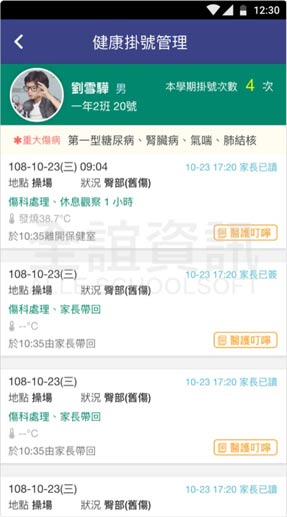 12:30
健康掛號管理
劉雪驊 男
本學期掛號次數 4 次
一年2班 20號
✱重大傷病 第一型糖尿病、腎臟病、氣喘、肺結核
108-10-23(三) 09:04 10-23 17:20 家長已讀
地點 操場 狀況 臀部(舊傷)
傷科處理、休息觀察 1 小時
發燒38.7°C
於10:35離開保健室 醫護叮嚀
全誼資訊
ELESCHOOLSOFT
108-10-23(三) 10-23 17:20 家長已簽
地點 操場 狀況 臀部(舊傷)
傷科處理、家長帶回
--°C
於10:35由家長帶回 醫護叮嚀
108-10-23(三) 10-23 17:20 家長已讀
地點 操場 狀況 臀部(舊傷)
傷科處理、家長帶回
--°C
於10:35由家長帶回 醫護叮嚀
108-10-23(三) 10-23 17:20 家長已讀
地點 操場 狀況 臀部(舊傷)